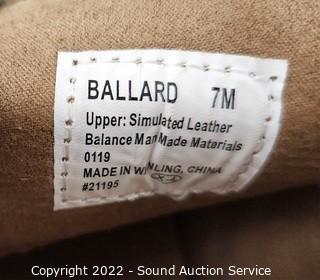 BALLARD 7M
Upper: Simulated Leather
Balance Man Made Materials
0119
MADE IN WENLING, CHINA
#21195
Copyright 2022 - Sound Auction Service